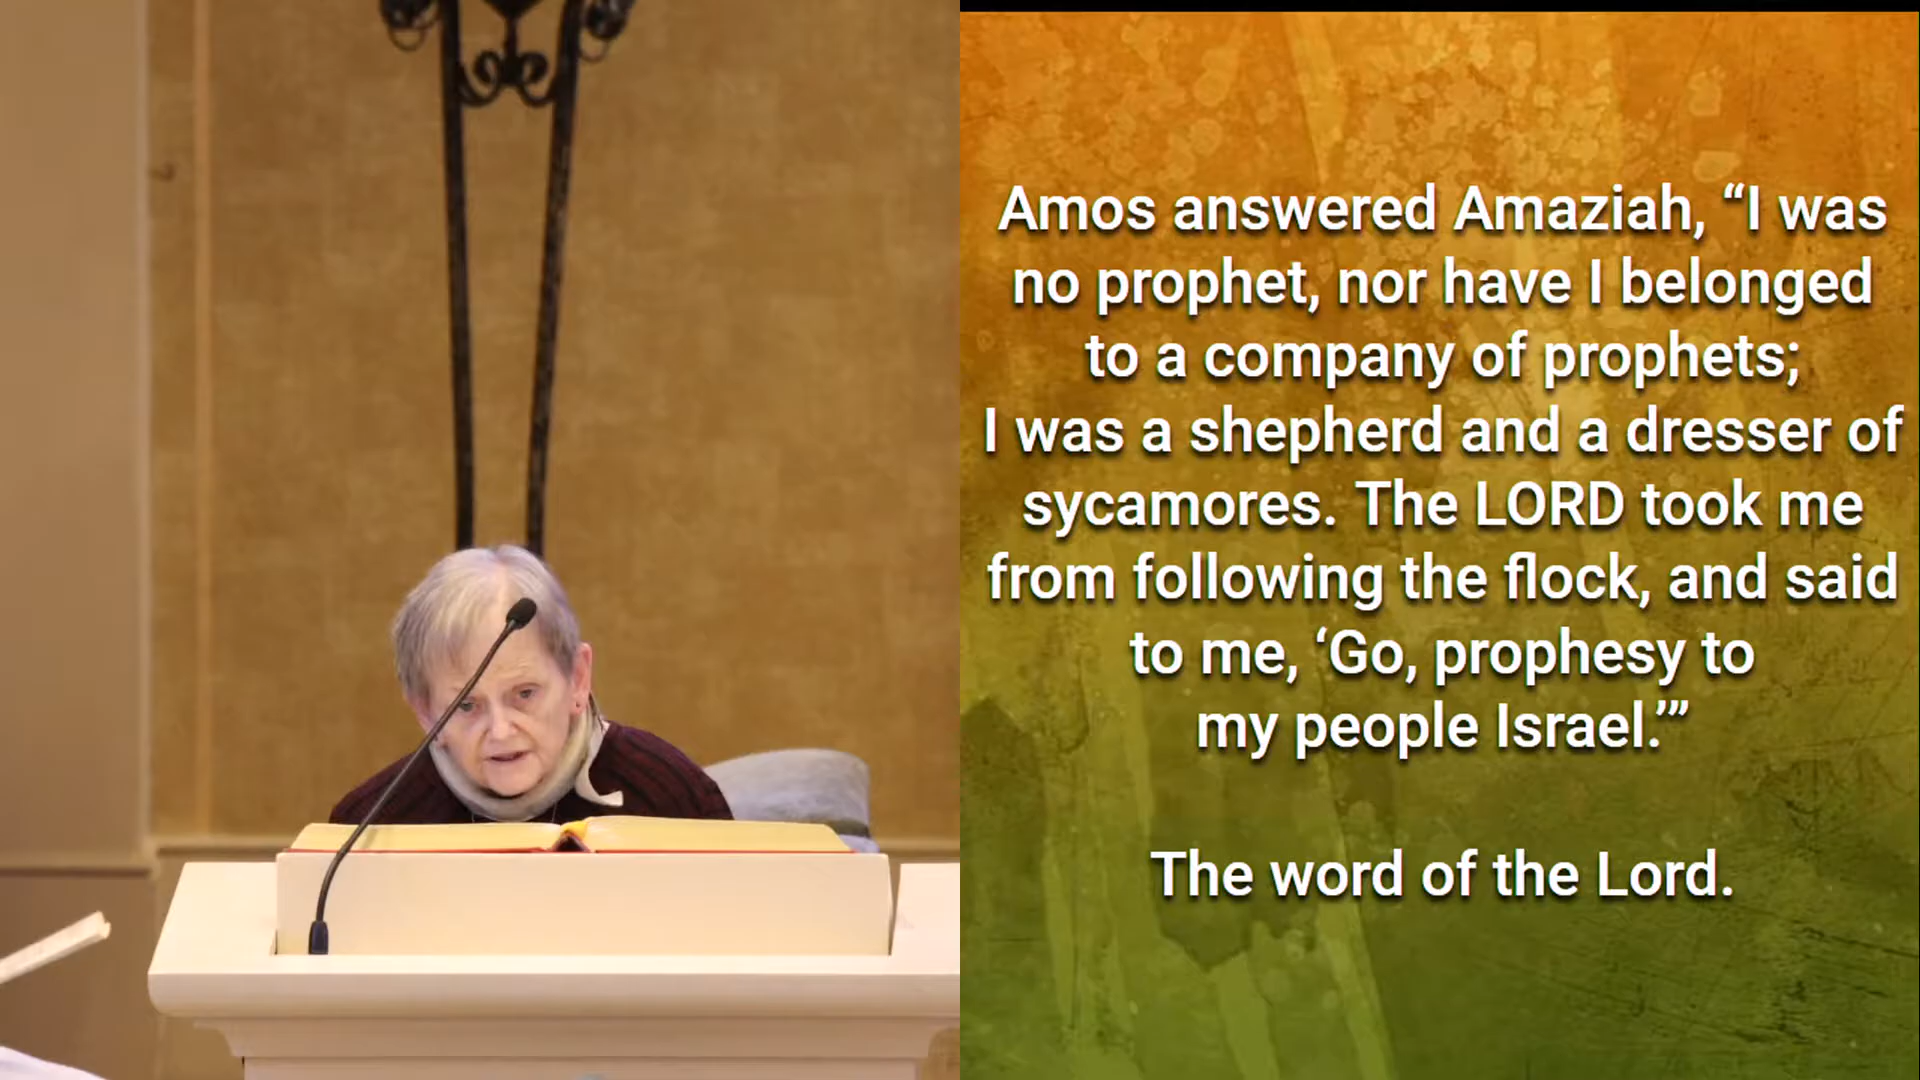 Amos answered Amaziah, “I was
no prophet, nor have I belonged
to a company of prophets;
I was a shepherd and a dresser of
sycamores. The LORD took me
from following the flock, and said
to me, ‘Go, prophesy to
my people Israel.’”
The word of the Lord.